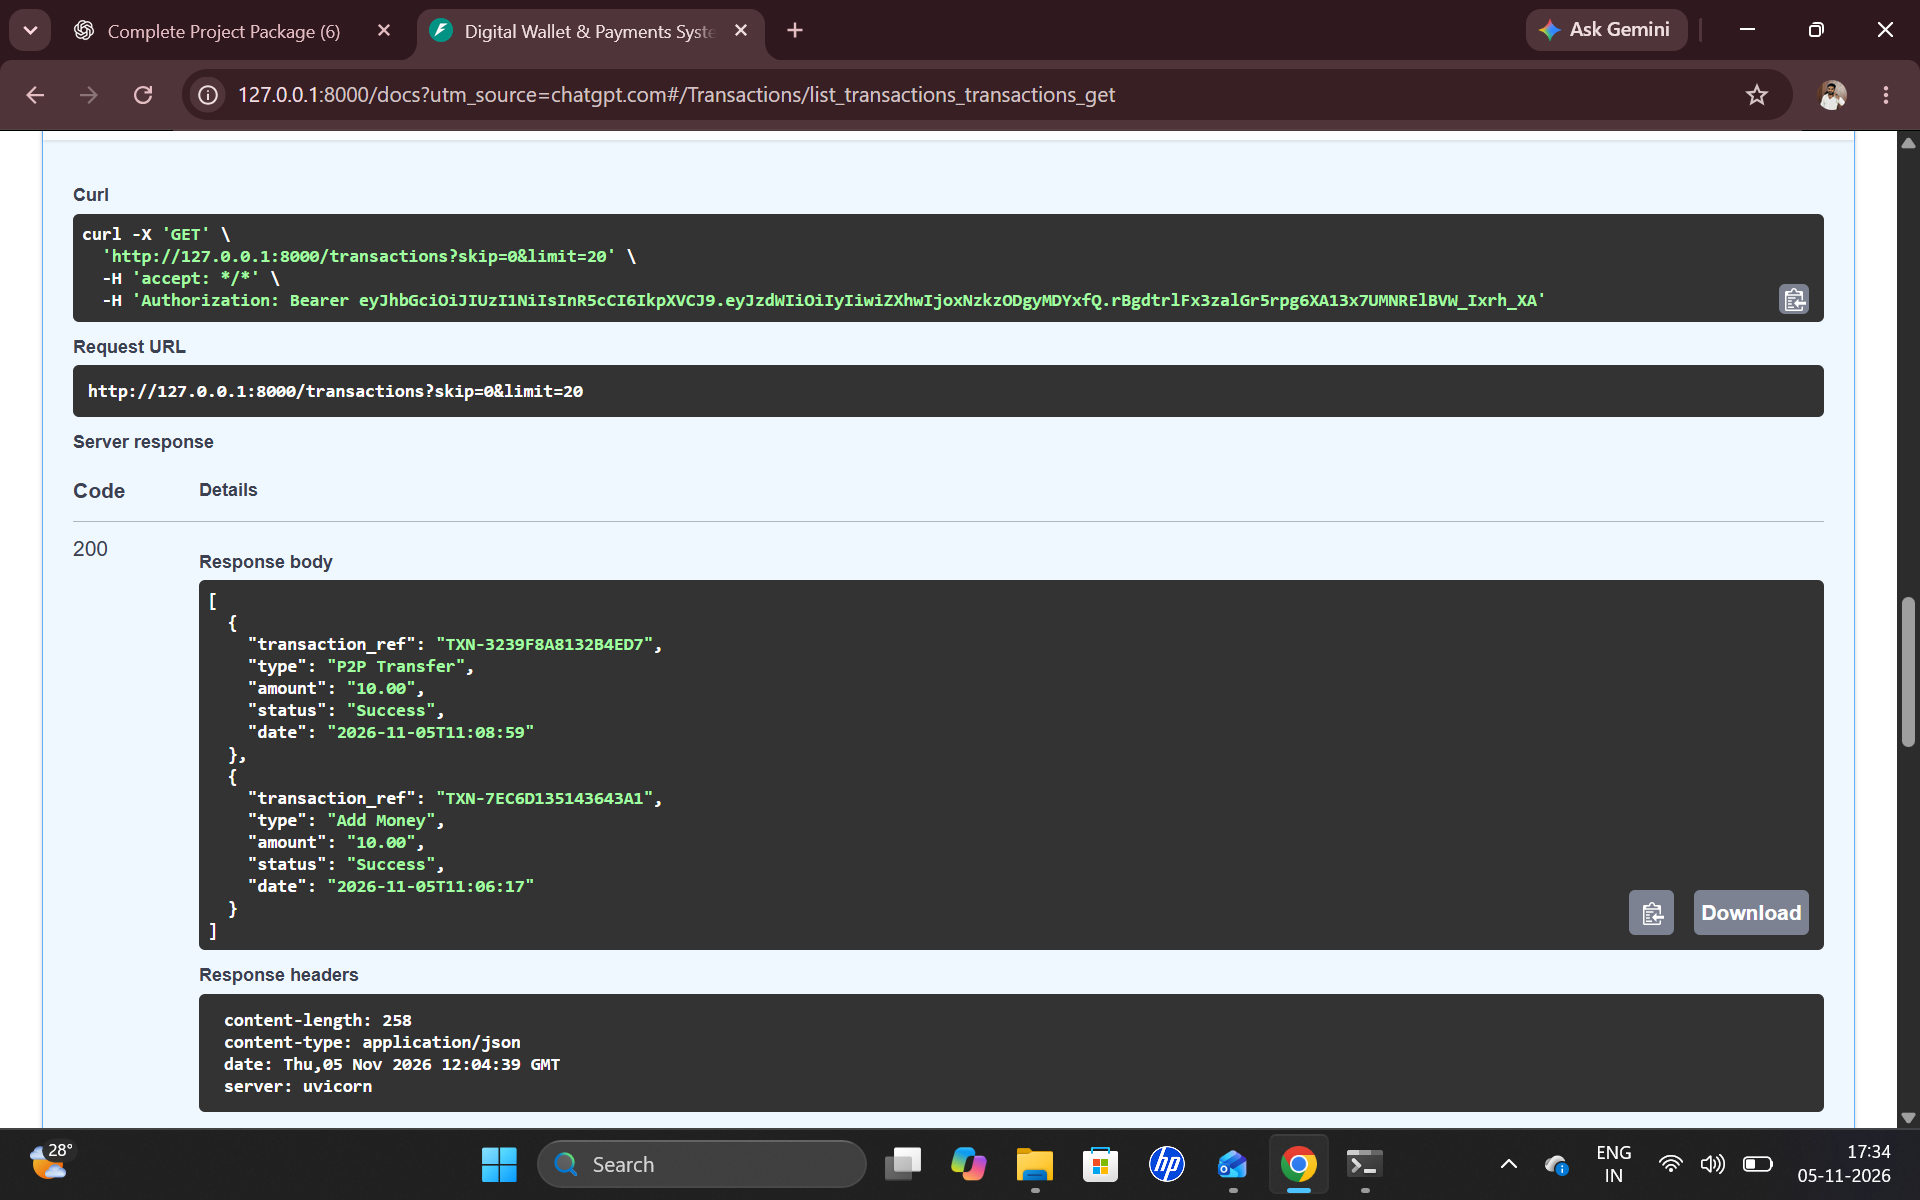 Complete Project Package (6)
Digital Wallet & Payments Syste
Ask Gemini
127.0.0.1:8000/docs?utm_source=chatgpt.com#/Transactions/list_transactions_transactions_get
Curl
curl -X 'GET' \
'http://127.0.0.1:8000/transactions?skip=0&limit=20' \
-H 'accept: */*' \
-H 'Authorization: Bearer eyJhbGciOiJIUzI1NiIsInR5cCI6IkpXVCJ9.eyJzdWIiOiIyIiwiZXhwIjoxNzkzODgyMDYxfQ.rBgdtrlFx3zalGr5rpg6XA13x7UMNRElBVW_Ixrh_XA'
Request URL
http://127.0.0.1:8000/transactions?skip=0&limit=20
Server response
Code Details
200
Response body
[
{
"transaction_ref": "TXN-3239F8A8132B4ED7",
"type": "P2P Transfer",
"amount": "10.00",
"status": "Success",
"date": "2026-11-05T11:08:59"
},
{
"transaction_ref": "TXN-7EC6D135143643A1",
"type": "Add Money",
"amount": "10.00",
"status": "Success",
"date": "2026-11-05T11:06:17"
}
]
Download
Response headers
content-length: 258
content-type: application/json
date: Thu,05 Nov 2026 12:04:39 GMT
server: uvicorn
28°
Search
hp
ENG
IN
17:34
05-11-2026